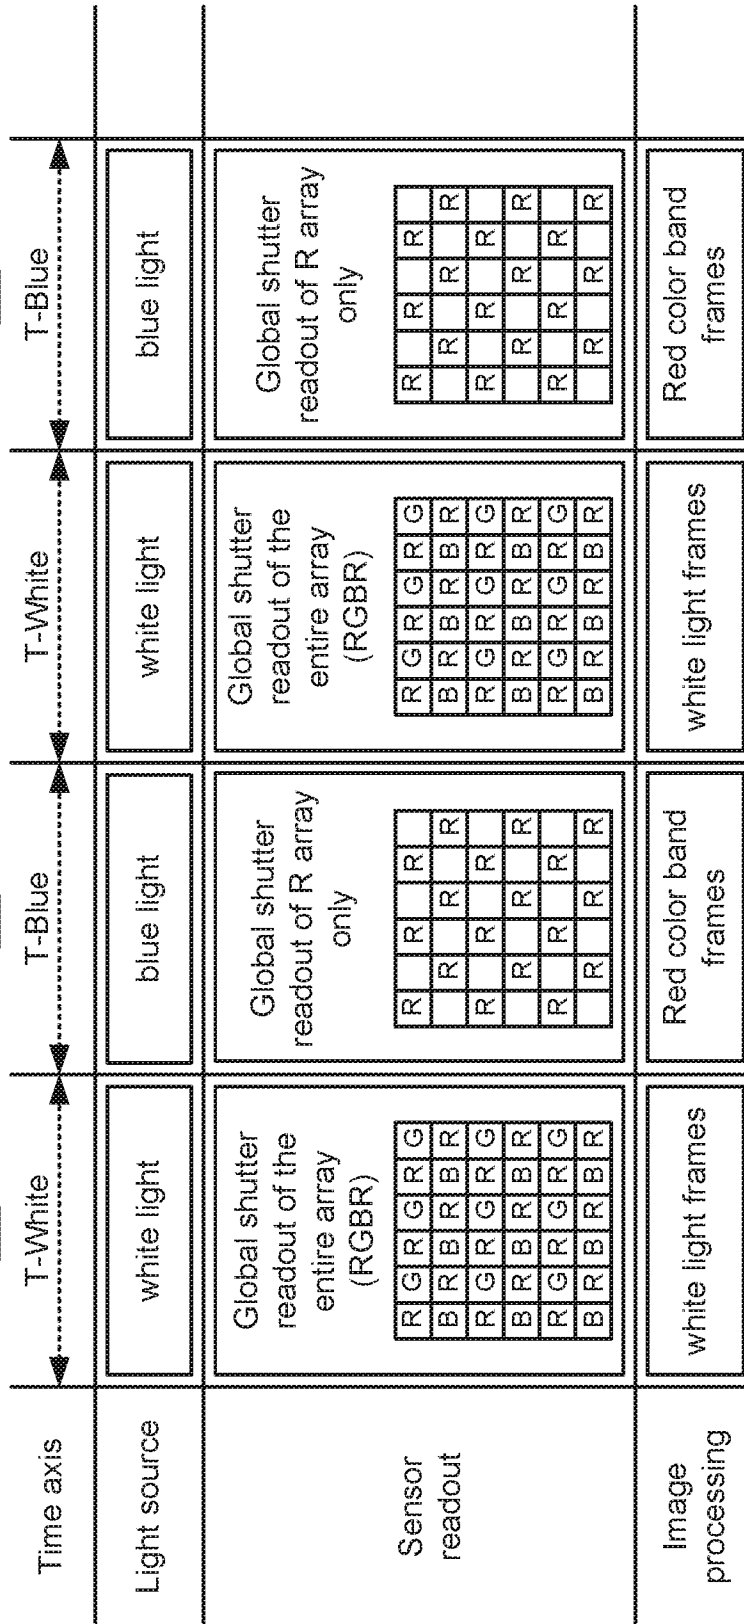 Time axis
T-White
T-Blue
T-White
T-Blue
Light source
white light
blue light
white light
blue light
Sensor
readout
Global shutter
readout of the
entire array
(RGBR)
R G R G R G
B R B R B R
R G R G R G
B R B R B R
R G R G R G
B R B R B R
Global shutter
readout of R array
only
R R R
R R R
R R R
R R R
R R R
R R R
Global shutter
readout of the
entire array
(RGBR)
R G R G R G
B R B R B R
R G R G R G
B R B R B R
R G R G R G
B R B R B R
Global shutter
readout of R array
only
R R R
R R R
R R R
R R R
R R R
R R R
Image
processing
white light frames
Red color band
frames
white light frames
Red color band
frames